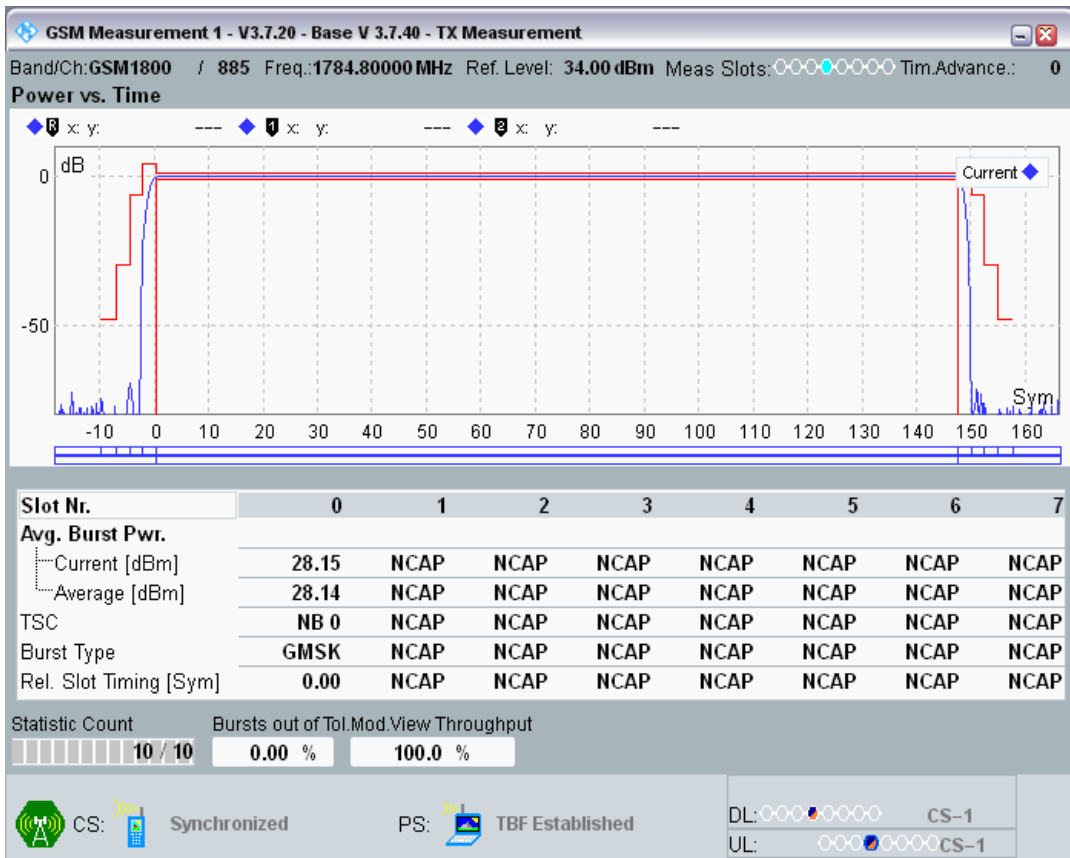 GSM Measurement 1 - V3.7.20 - Base V 3.7.40 - TX Measurement
Band/Ch:GSM1800 / 885 Freq.:1784.80000 MHz Ref. Level: 34.00 dBm Meas Slots: Tim.Advance.: 0
Power vs. Time
R x: y: --- 1 x: y: --- 2 x: y: ---
dB
Current
0
-50
Sym
-10 0 10 20 30 40 50 60 70 80 90 100 110 120 130 140 150 160
Slot Nr. 0 1 2 3 4 5 6 7
Avg. Burst Pwr.
Current [dBm] 28.15 NCAP NCAP NCAP NCAP NCAP NCAP NCAP
Average [dBm] 28.14 NCAP NCAP NCAP NCAP NCAP NCAP NCAP
TSC NB 0 NCAP NCAP NCAP NCAP NCAP NCAP NCAP
Burst Type GMSK NCAP NCAP NCAP NCAP NCAP NCAP NCAP
Rel. Slot Timing [Sym] 0.00 NCAP NCAP NCAP NCAP NCAP NCAP NCAP
Statistic Count Bursts out of Tol.Mod.View Throughput
10 / 10 0.00 % 100.0 %
CS: Synchronized PS: TBF Established
DL: CS-1
UL: CS-1